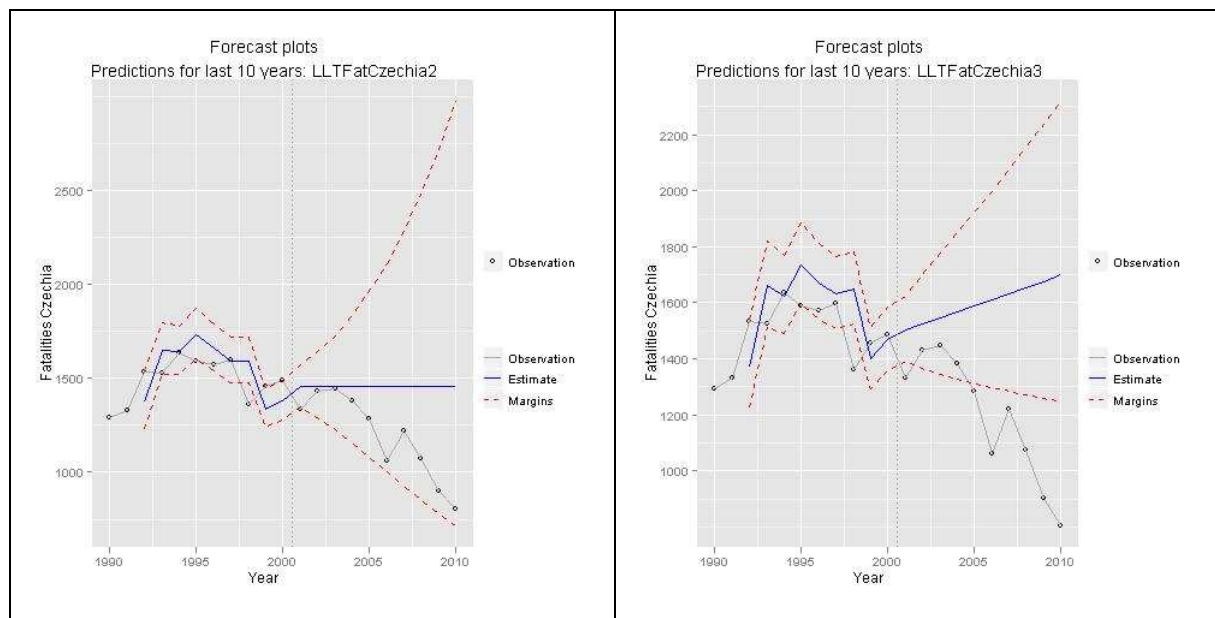 Forecast plots
Predictions for last 10 years: LLTFatCzechia2
Fatalities Czechia
2500
2000
1500
1000
1990
1995
2000
2005
2010
Year
Observation
Observation
Estimate
Margins
Forecast plots
Predictions for last 10 years: LLTFatCzechia3
Fatalities Czechia
2200
2000
1800
1600
1400
1200
1000
1990
1995
2000
2005
2010
Year
Observation
Observation
Estimate
Margins